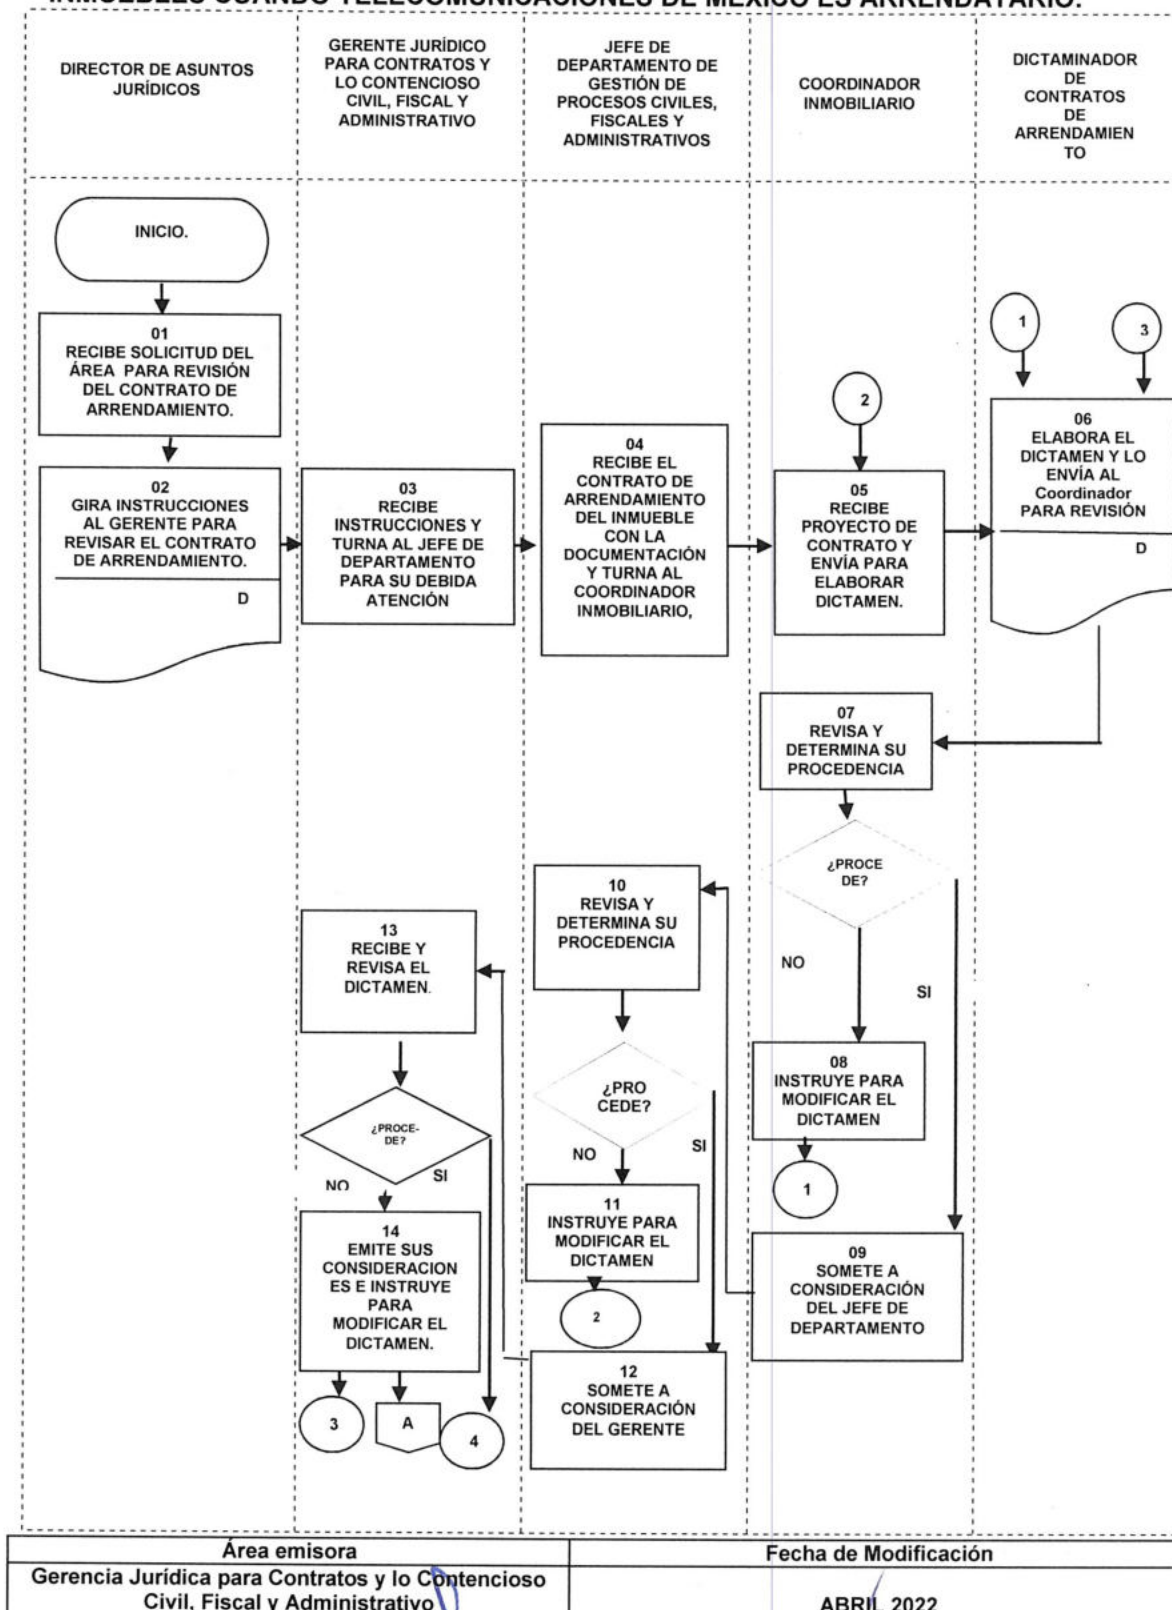 INMUEBLES CUANDO TELECOMUNICACIONES DE MÉXICO ES ARRENDATARIO.
DIRECTOR DE ASUNTOS
JURÍDICOS
GERENTE JURÍDICO
PARA CONTRATOS Y
LO CONTENCIOSO
CIVIL, FISCAL Y
ADMINISTRATIVO
JEFE DE
DEPARTAMENTO DE
GESTIÓN DE
PROCESOS CIVILES,
FISCALES Y
ADMINISTRATIVOS
COORDINADOR
INMOBILIARIO
DICTAMINADOR
DE
CONTRATOS
DE
ARRENDAMIEN
TO
INICIO.
01
RECIBE SOLICITUD DEL
ÁREA PARA REVISIÓN
DEL CONTRATO DE
ARRENDAMIENTO.
02
GIRA INSTRUCCIONES
AL GERENTE PARA
REVISAR EL CONTRATO
DE ARRENDAMIENTO.
D
03
RECIBE
INSTRUCCIONES Y
TURNA AL JEFE DE
DEPARTAMENTO
PARA SU DEBIDA
ATENCIÓN
04
RECIBE EL
CONTRATO DE
ARRENDAMIENTO
DEL INMUEBLE
CON LA
DOCUMENTACIÓN
Y TURNA AL
COORDINADOR
INMOBILIARIO,
2
05
RECIBE
PROYECTO DE
CONTRATO Y
ENVÍA PARA
ELABORAR
DICTAMEN.
1
3
06
ELABORA EL
DICTAMEN Y LO
ENVÍA AL
Coordinador
PARA REVISIÓN
D
07
REVISA Y
DETERMINA SU
PROCEDENCIA
¿PROCE
DE?
NO
SI
08
INSTRUYE PARA
MODIFICAR EL
DICTAMEN
1
09
SOMETE A
CONSIDERACIÓN
DEL JEFE DE
DEPARTAMENTO
10
REVISA Y
DETERMINA SU
PROCEDENCIA
¿PRO
CEDE?
NO
SI
11
INSTRUYE PARA
MODIFICAR EL
DICTAMEN
2
12
SOMETE A
CONSIDERACIÓN
DEL GERENTE
13
RECIBE Y
REVISA EL
DICTAMEN.
¿PROCE-
DE?
NO
SI
14
EMITE SUS
CONSIDERACION
ES E INSTRUYE
PARA
MODIFICAR EL
DICTAMEN.
3
A
4
Área emisora
Fecha de Modificación
Gerencia Jurídica para Contratos y lo Contencioso
Civil, Fiscal y Administrativo
ABRIL 2022